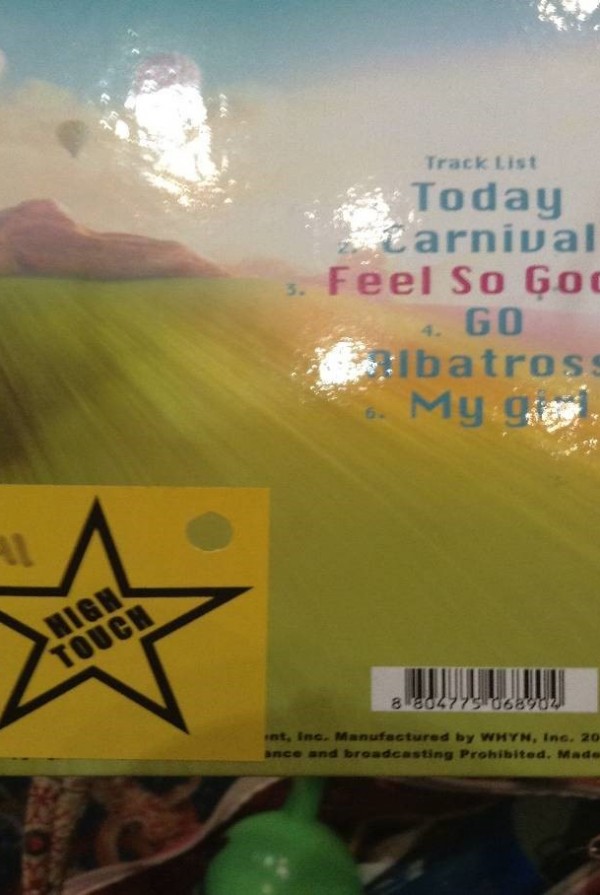 Track List
Today
2. Carnival
3. Feel So Goo
4. GO
Albatross
6. My girl
HIGH
TOUCH
8 804775 068904
nt, Inc. Manufactured by WHYN, Inc. 20
ance and broadcasting Prohibited. Made